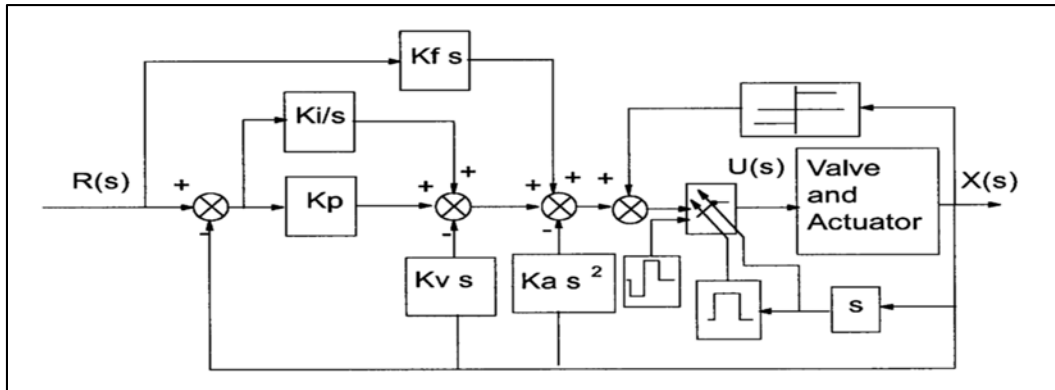 Kf s
Ki/s
R(s)
+
+
+
+
+
+
U(s)
Valve
and
Actuator
X(s)
Kp
-
-
-
Kv s
Ka s 2
s